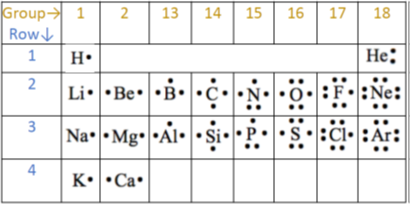 Group→ 1 2 13 14 15 16 17 18
Row↓
1 H• He:
2 Li• •Be• •B• •C• •N• •O• :F• :Ne:
3 Na• •Mg• •Al• •Si• •P• •S• :Cl• :Ar:
4 K• •Ca•